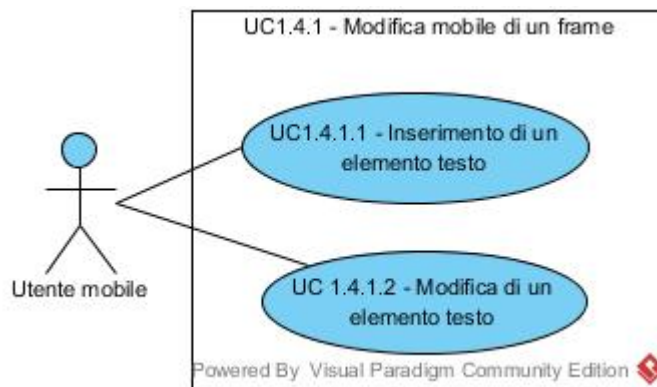 UC1.4.1 - Modifica mobile di un frame
UC1.4.1.1 - Inserimento di un
elemento testo
Utente mobile
UC 1.4.1.2 - Modifica di un
elemento testo
Powered By Visual Paradigm Community Edition